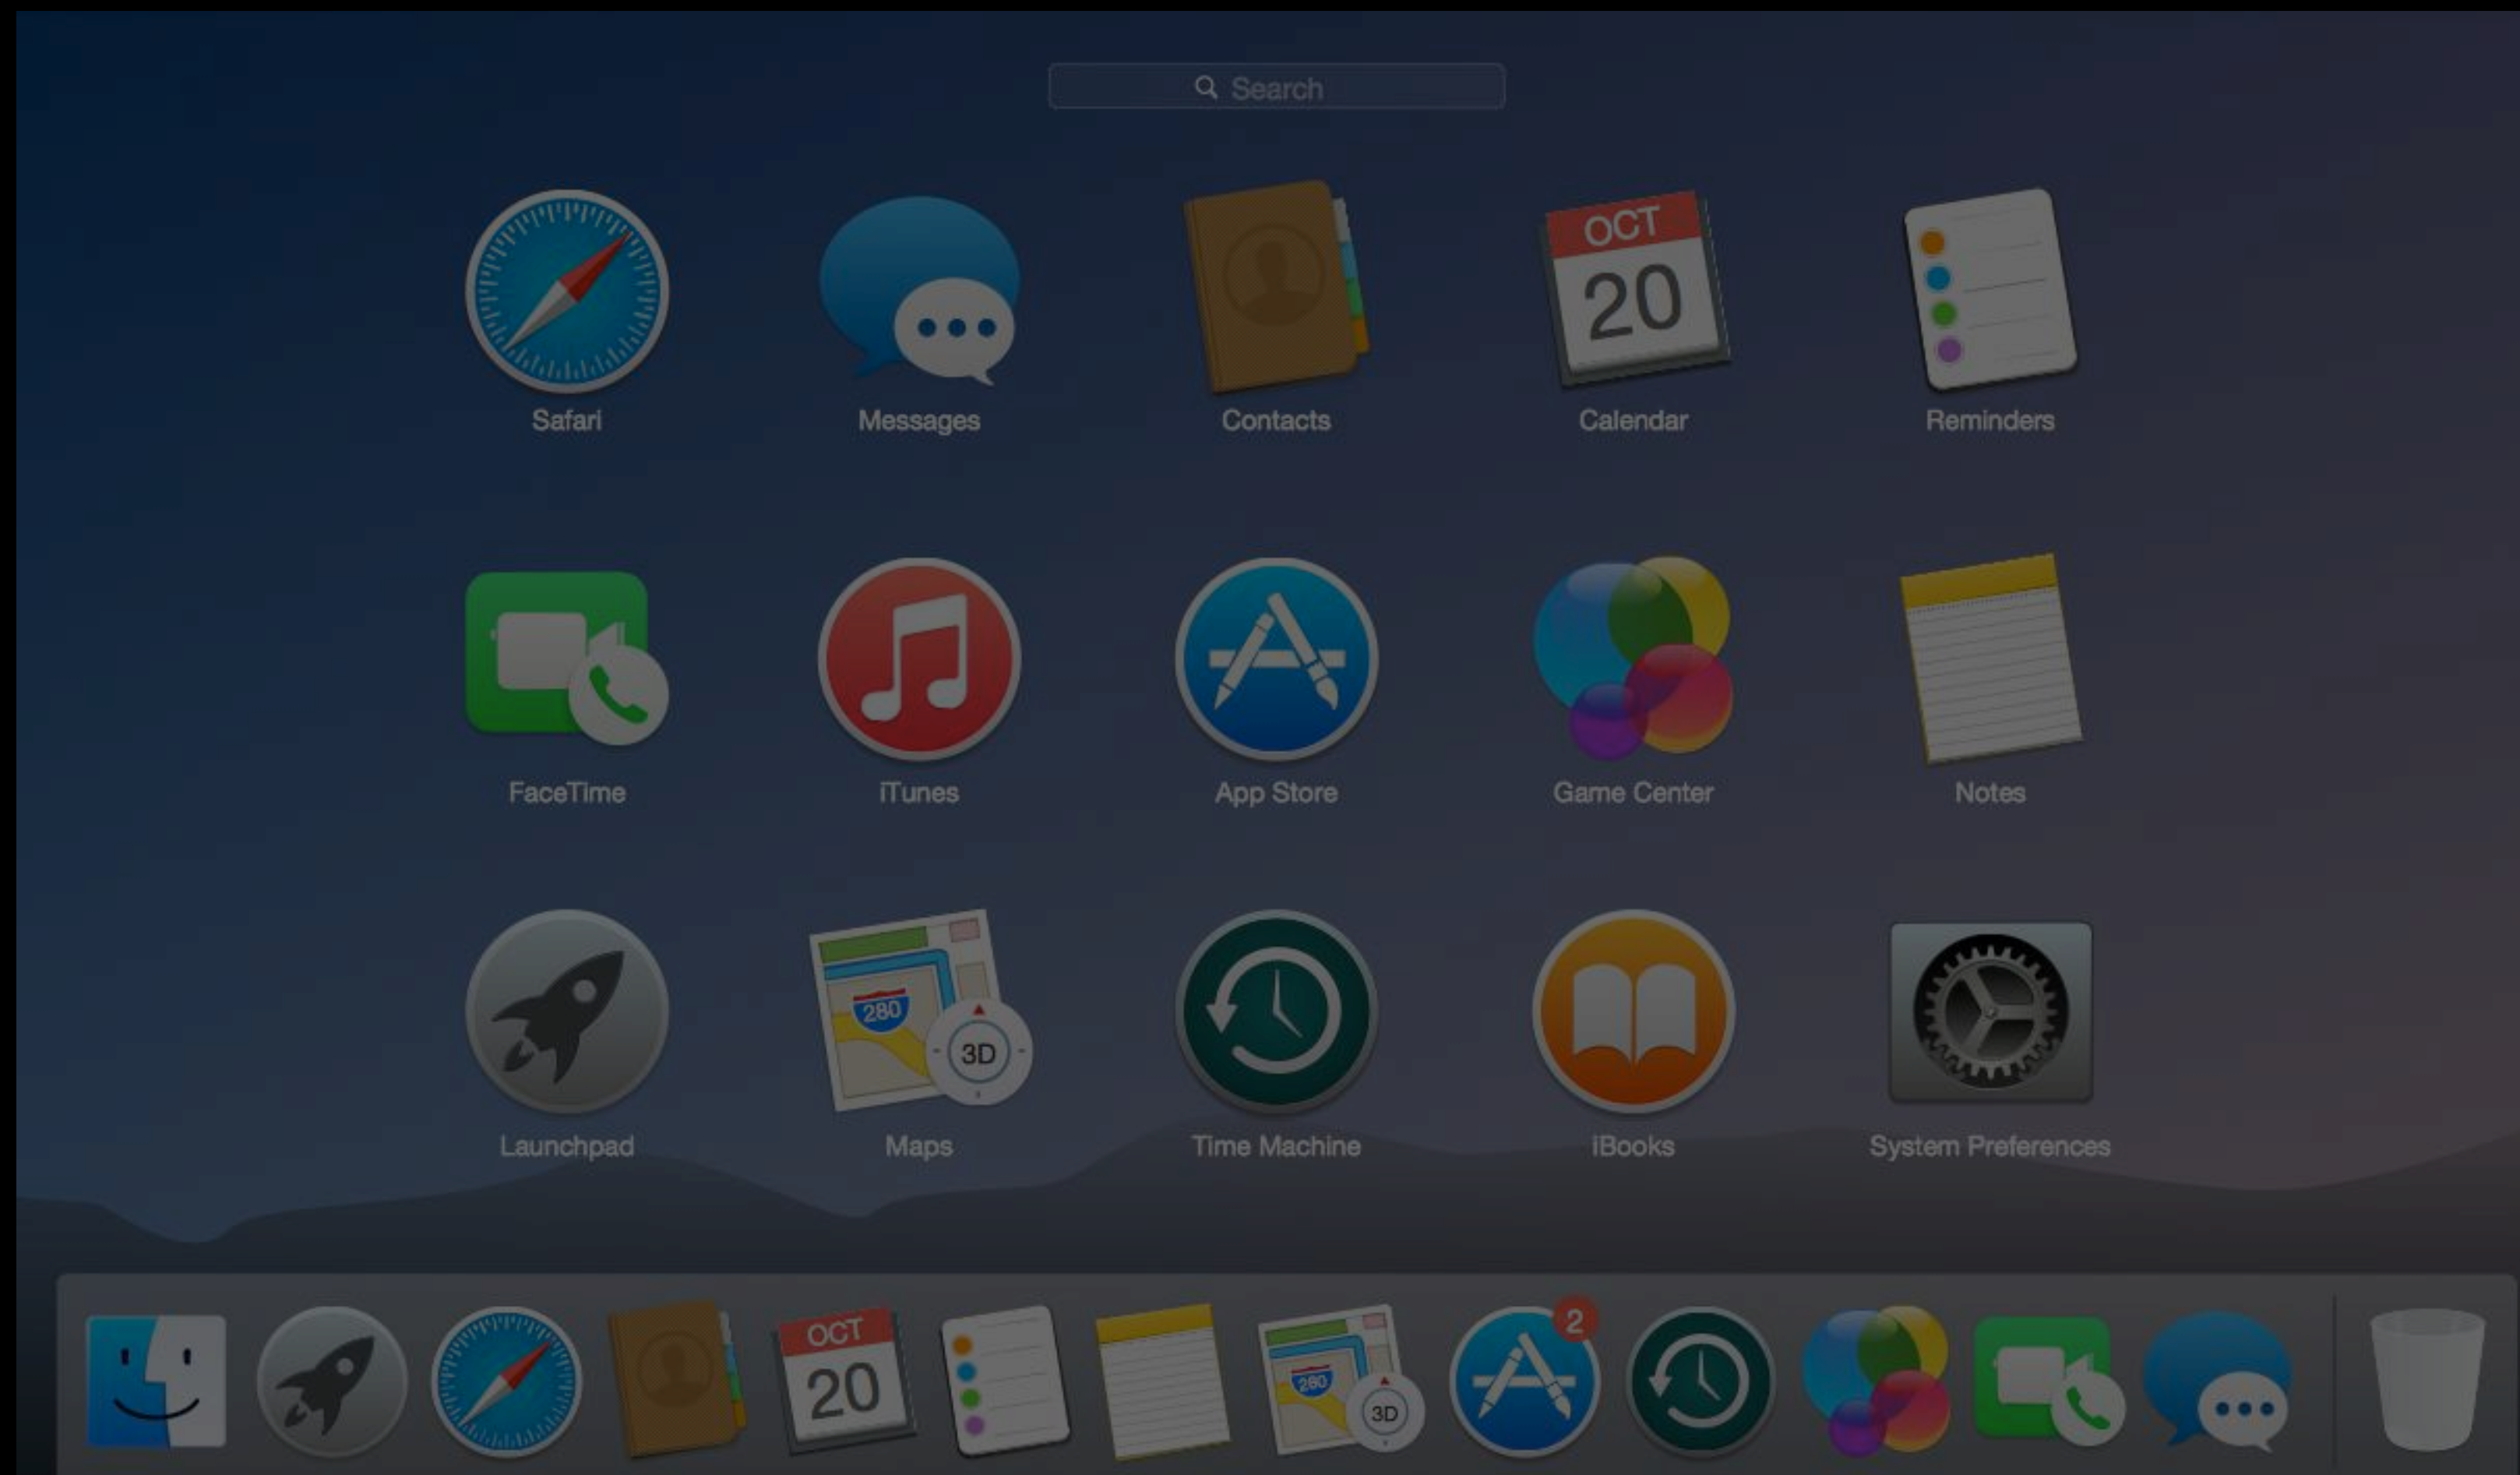 Search
OCT
20
Safari
Messages
Contacts
Calendar
Reminders
FaceTime
iTunes
App Store
Game Center
Notes
280
3D
Launchpad
Maps
Time Machine
iBooks
System Preferences
OCT
20
280
3D
2